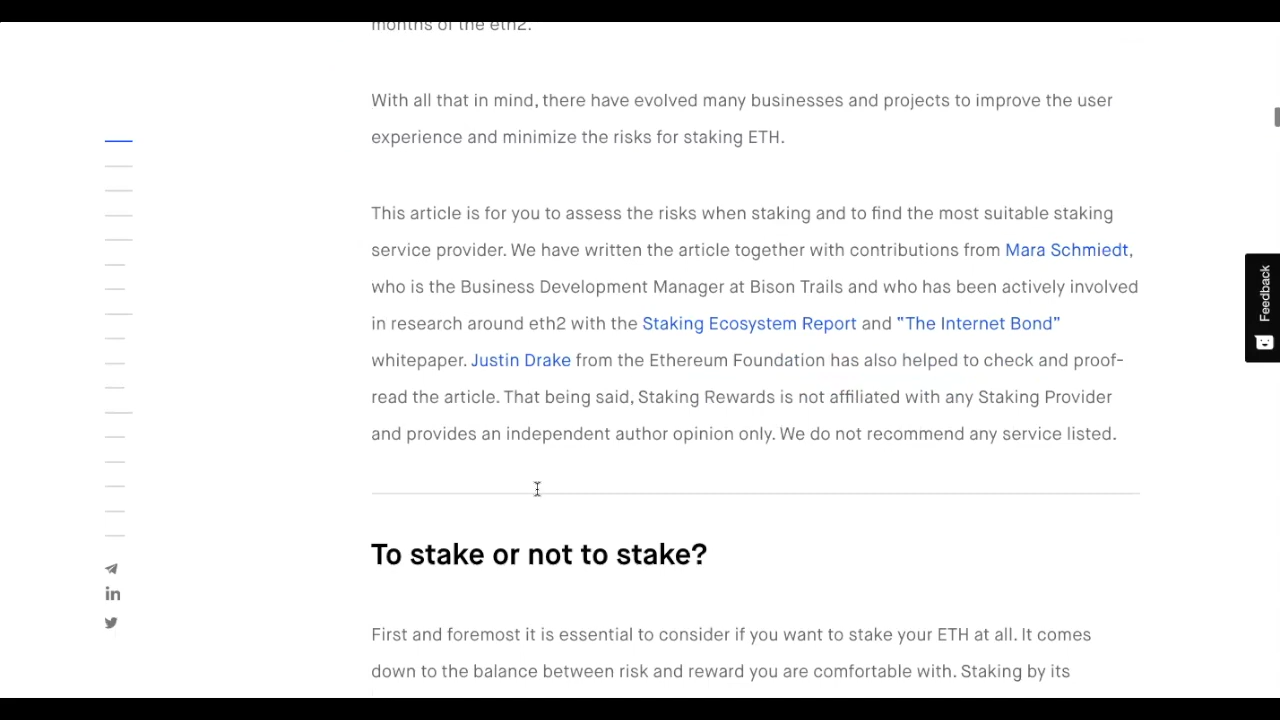 months of the eth2.
With all that in mind, there have evolved many businesses and projects to improve the user
experience and minimize the risks for staking ETH.
This article is for you to assess the risks when staking and to find the most suitable staking
service provider. We have written the article together with contributions from Mara Schmiedt,
who is the Business Development Manager at Bison Trails and who has been actively involved
in research around eth2 with the Staking Ecosystem Report and "The Internet Bond"
whitepaper. Justin Drake from the Ethereum Foundation has also helped to check and proof-
read the article. That being said, Staking Rewards is not affiliated with any Staking Provider
and provides an independent author opinion only. We do not recommend any service listed.
To stake or not to stake?
First and foremost it is essential to consider if you want to stake your ETH at all. It comes
down to the balance between risk and reward you are comfortable with. Staking by its
Feedback
in